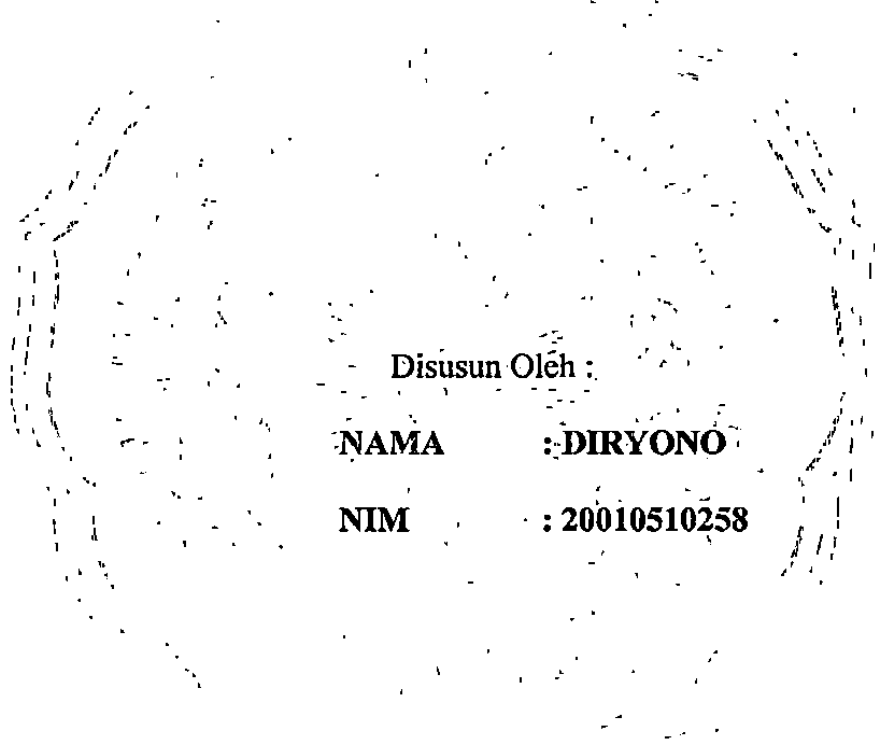 Disusun Oleh :
NAMA : DIRYONO
NIM : 20010510258